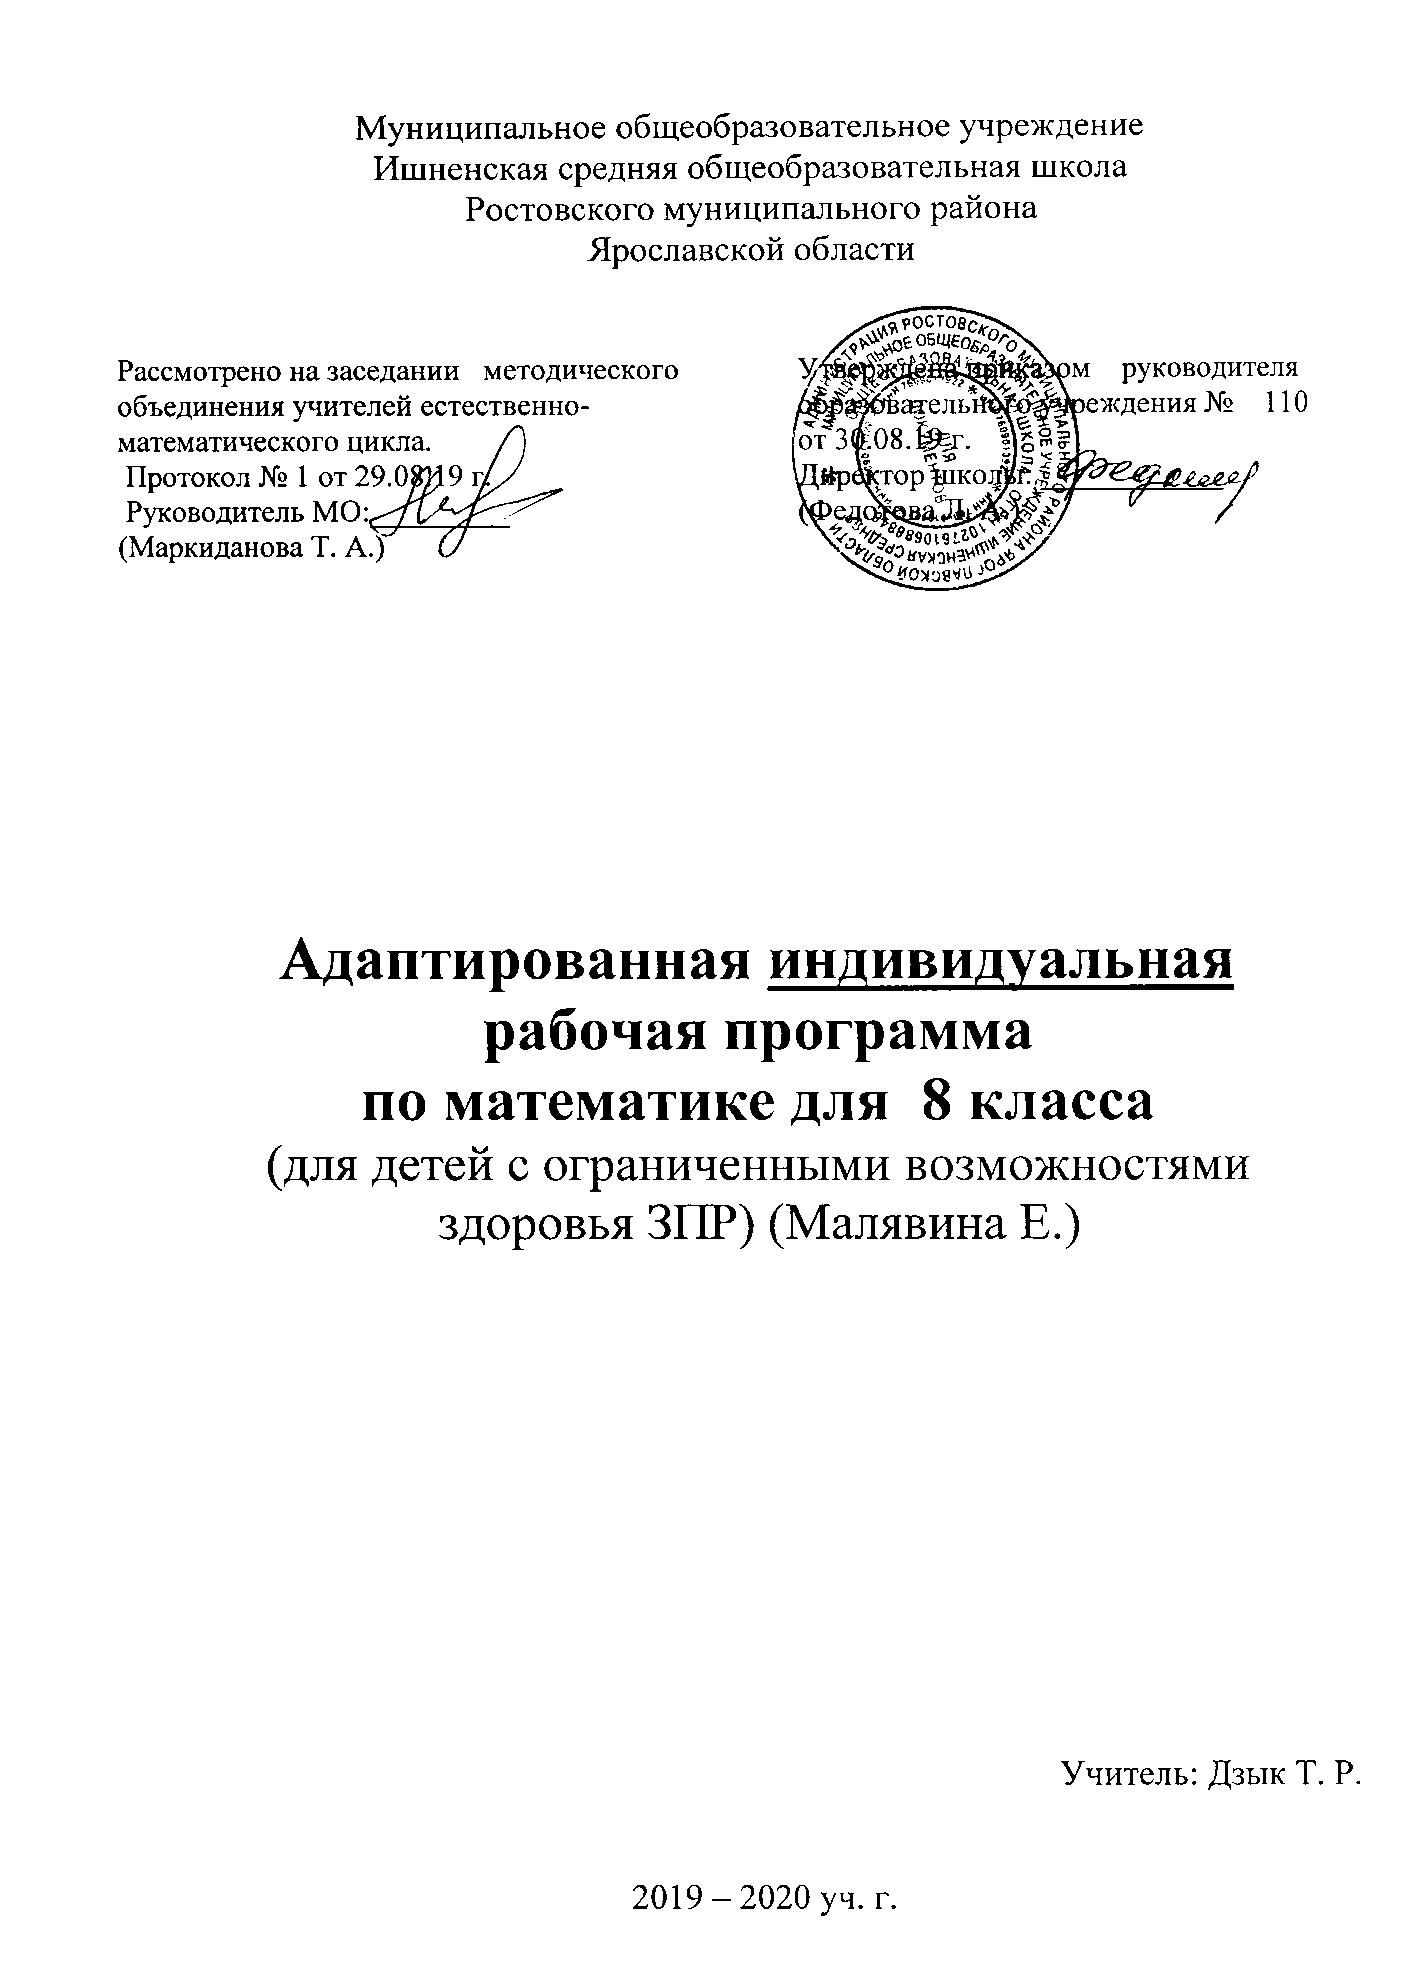 Муниципальное общеобразовательное учреждение
Ишненская средняя общеобразовательная школа
Ростовского муниципального района
Ярославской области
Рассмотрено на заседании методического
объединения учителей естественно-
математического цикла.
Протокол № 1 от 29.08.19 г.
Руководитель МО:
(Маркиданова Т. А.)
Утверждена приказом руководителя
образовательного учреждения № 110
от 30.08.19 г.
Директор школы:
(Федотова Л. А.)
Адаптированная индивидуальная
рабочая программа
по математике для 8 класса
(для детей с ограниченными возможностями
здоровья ЗПР) (Малявина Е.)
Учитель: Дзык Т. Р.
2019 – 2020 уч. г.